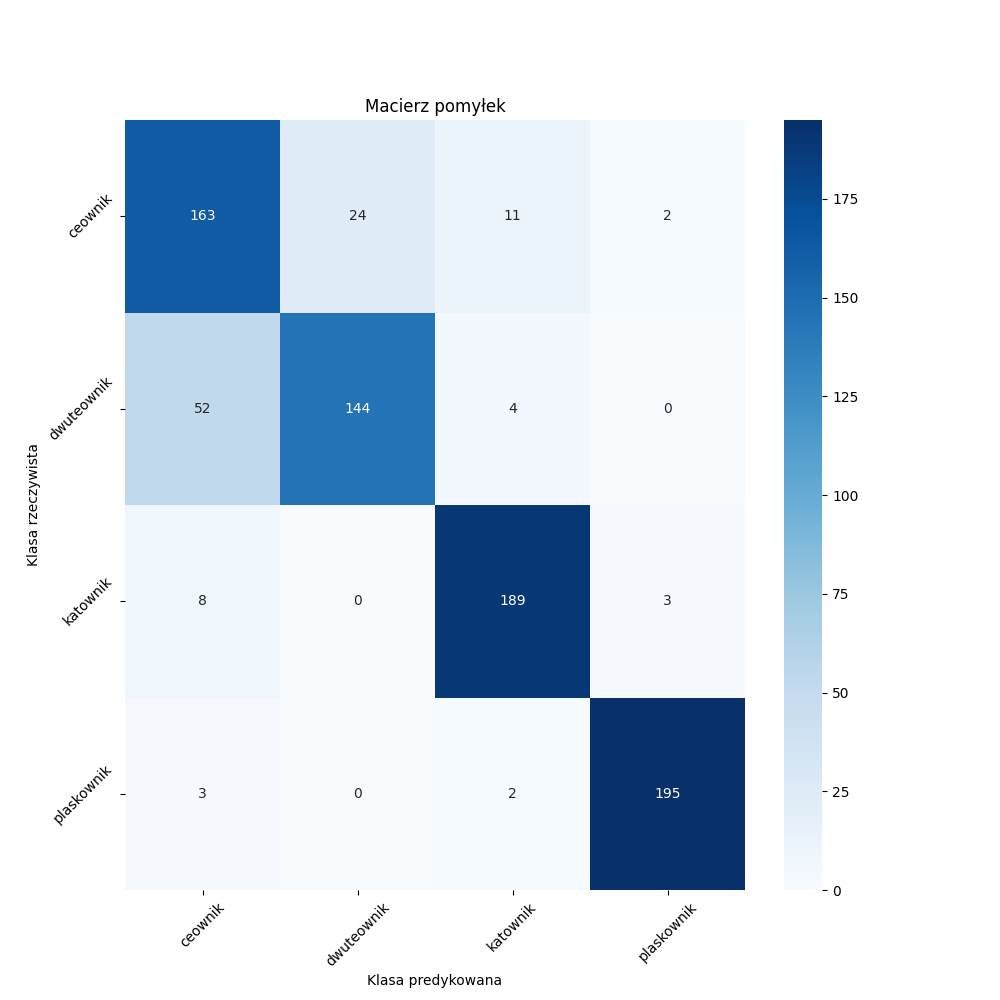 Macierz pomyłek
ceownik 163 24 11 2
dwuteownik 52 144 4 0
katownik 8 0 189 3
plaskownik 3 0 2 195
Klasa rzeczywista
ceownik dwuteownik katownik plaskownik
Klasa predykowana
175
150
125
100
75
50
25
0